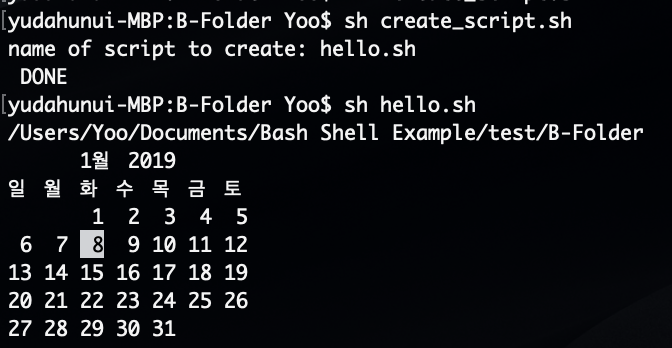 [yudahunui-MBP:B-Folder Yoo$ sh create_script.sh
name of script to create: hello.sh
 DONE
[yudahunui-MBP:B-Folder Yoo$ sh hello.sh
/Users/Yoo/Documents/Bash Shell Example/test/B-Folder
      1월  2019
일 월 화 수 목 금 토
       1  2  3  4  5
 6  7  8  9 10 11 12
13 14 15 16 17 18 19
20 21 22 23 24 25 26
27 28 29 30 31